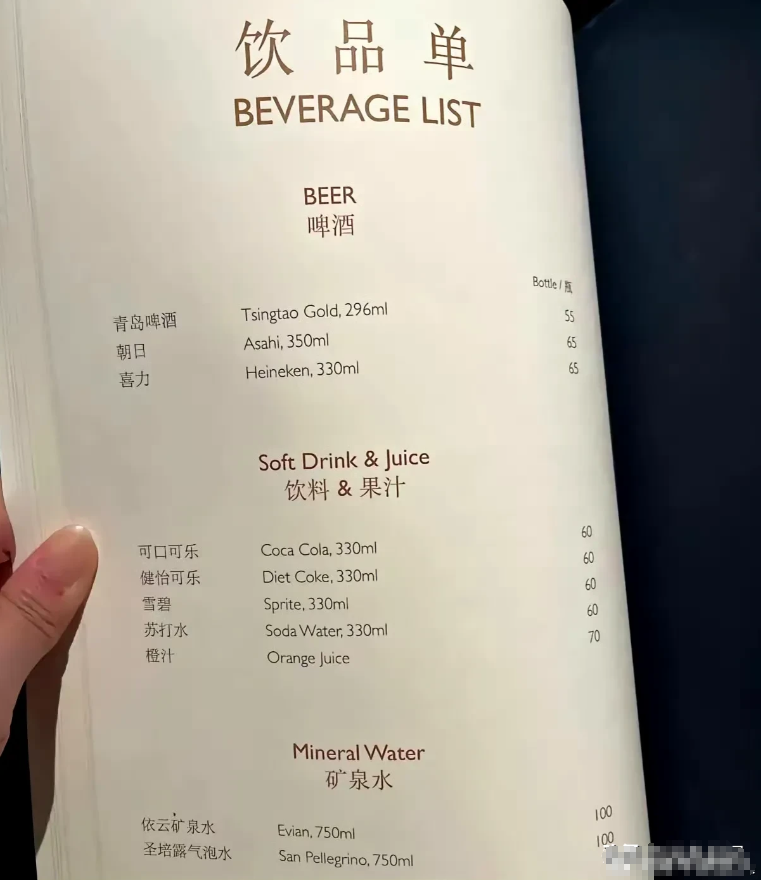 饮品单
BEVERAGE LIST
BEER
啤酒
Bottle / 瓶
青岛啤酒 Tsingtao Gold, 296ml 55
朝日 Asahi, 350ml 65
喜力 Heineken, 330ml 65
Soft Drink & Juice
饮料 & 果汁
可口可乐 Coca Cola, 330ml 60
健怡可乐 Diet Coke, 330ml 60
雪碧 Sprite, 330ml 60
苏打水 Soda Water, 330ml 60
橙汁 Orange Juice 70
Mineral Water
矿泉水
依云矿泉水 Evian, 750ml 100
圣培露气泡水 San Pellegrino, 750ml 100